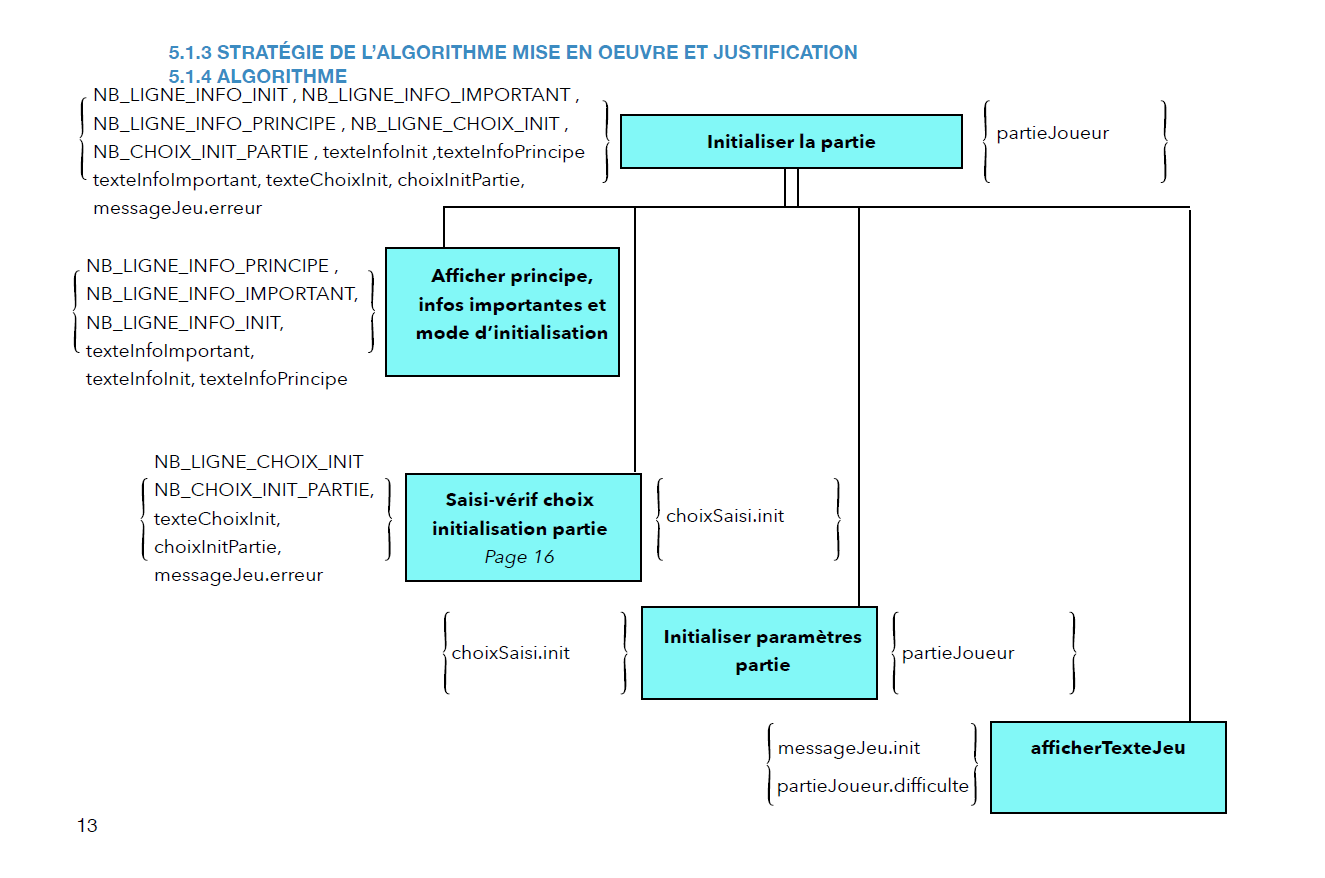 5.1.3 STRATÉGIE DE L'ALGORITHME MISE EN OEUVRE ET JUSTIFICATION
5.1.4 ALGORITHME
NB_LIGNE_INFO_INIT , NB_LIGNE_INFO_IMPORTANT ,
NB_LIGNE_INFO_PRINCIPE , NB_LIGNE_CHOIX_INIT ,
NB_CHOIX_INIT_PARTIE , texteInfoInit ,texteInfoPrincipe
texteInfoImportant, texteChoixInit, choixInitPartie,
messageJeu.erreur
Initialiser la partie
partieJoueur
NB_LIGNE_INFO_PRINCIPE ,
NB_LIGNE_INFO_IMPORTANT,
NB_LIGNE_INFO_INIT,
texteInfoImportant,
texteInfoInit, texteInfoPrincipe
Afficher principe,
infos importantes et
mode d'initialisation
NB_LIGNE_CHOIX_INIT
NB_CHOIX_INIT_PARTIE,
texteChoixInit,
choixInitPartie,
messageJeu.erreur
Saisi-vérif choix
initialisation partie
Page 16
choixSaisi.init
choixSaisi.init
Initialiser paramètres
partie
partieJoueur
messageJeu.init
partieJoueur.difficulte
afficherTexteJeu
13